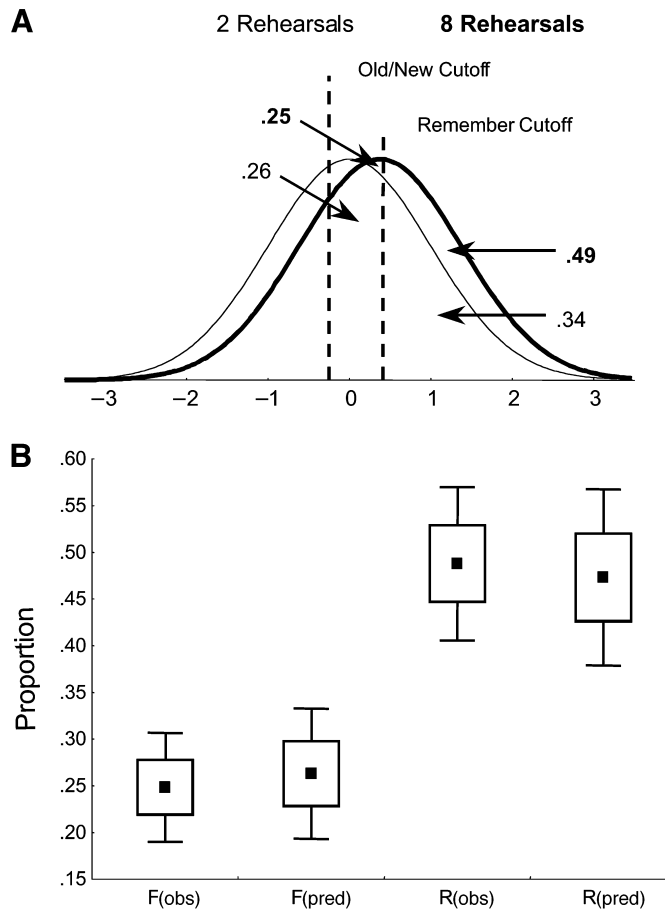 A
2 Rehearsals 8 Rehearsals
Old/New Cutoff
.25
Remember Cutoff
.26
.49
.34
−3 −2 −1 0 1 2 3
B
Proportion
.60
.55
.50
.45
.40
.35
.30
.25
.20
.15
F(obs) F(pred) R(obs) R(pred)